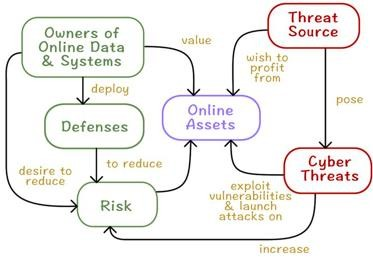 Owners of
Online Data
& Systems
Threat
Source
value
wish to
profit
from
deploy
Online
Assets
pose
Defenses
to reduce
desire to
reduce
Cyber
Threats
Risk
exploit
vulnerabilities
& launch
attacks on
increase